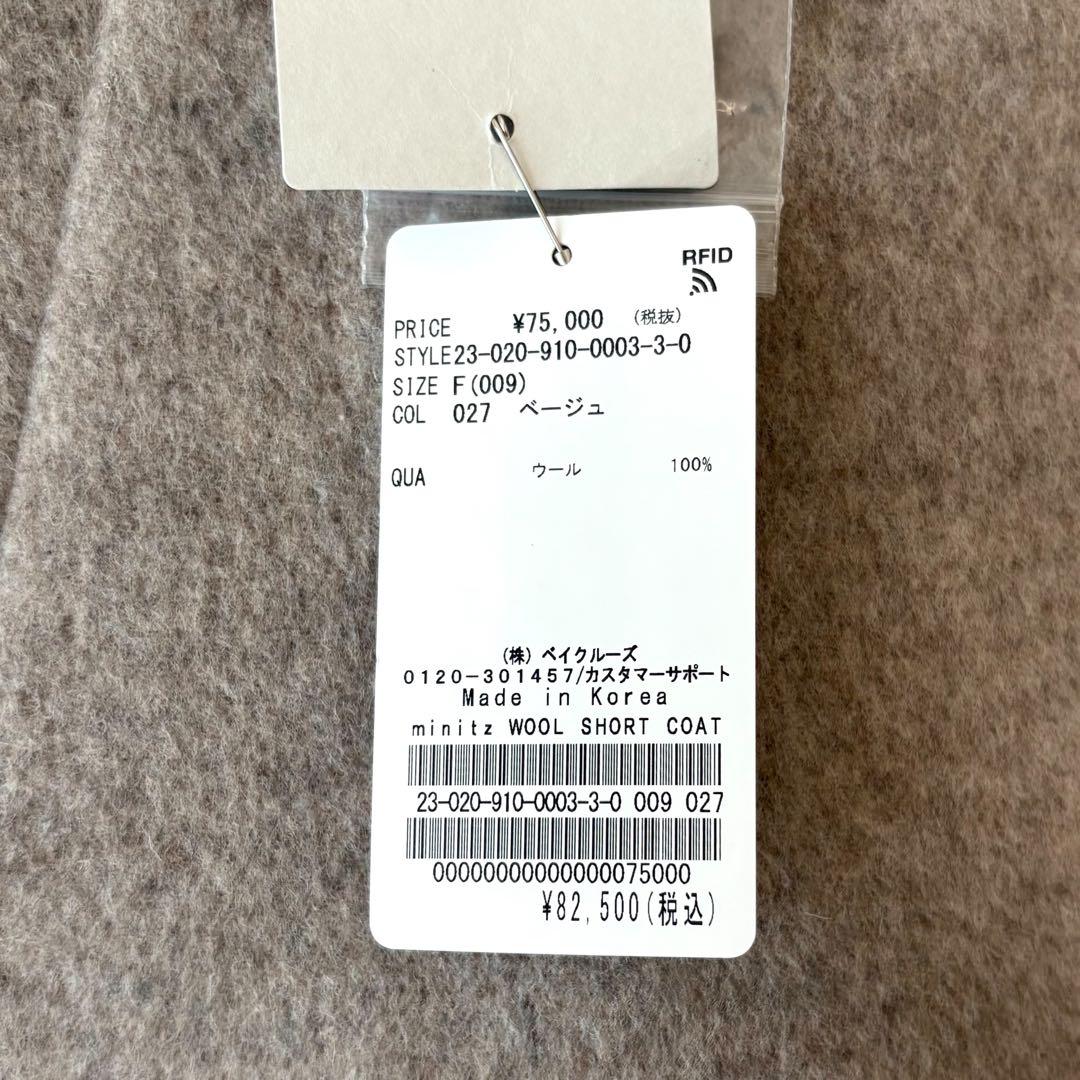 RFID
PRICE ¥75,000 (税抜)
STYLE 23-020-910-0003-3-0
SIZE F(009)
COL 027 ベージュ
QUA ウール 100%
(株) ベイクルーズ
0120-301457/カスタマーサポート
Made in Korea
minitz WOOL SHORT COAT
23-020-910-0003-3-0 009 027
00000000000000075000
¥82,500(税込)